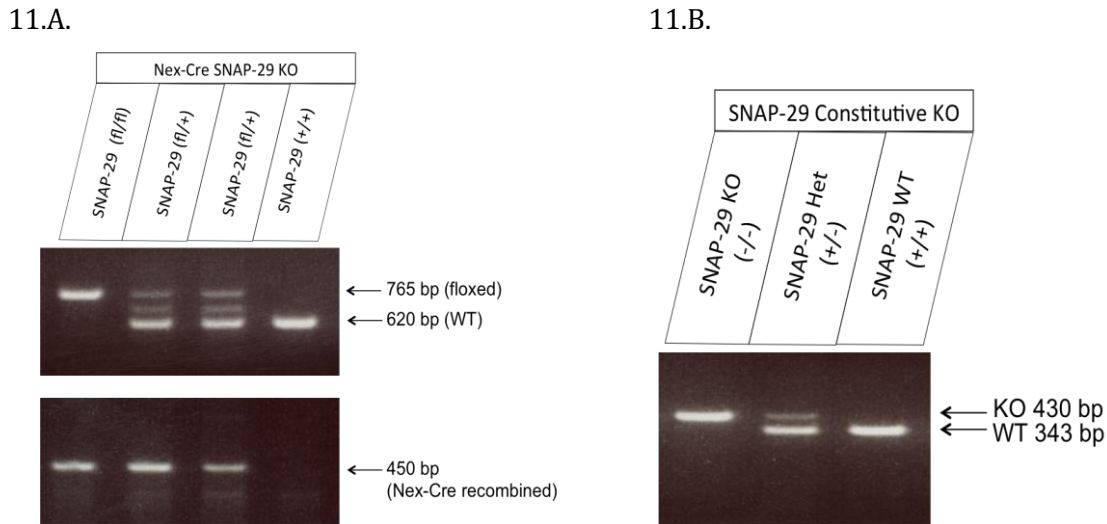 11.A.
Nex-Cre SNAP-29 KO
SNAP-29 (fl/fl)
SNAP-29 (fl/+)
SNAP-29 (fl/+)
SNAP-29 (+/+)
765 bp (floxed)
620 bp (WT)
450 bp
(Nex-Cre recombined)
11.B.
SNAP-29 Constitutive KO
SNAP-29 KO
(-/-)
SNAP-29 Het
(+/-)
SNAP-29 WT
(+/+)
KO 430 bp
WT 343 bp